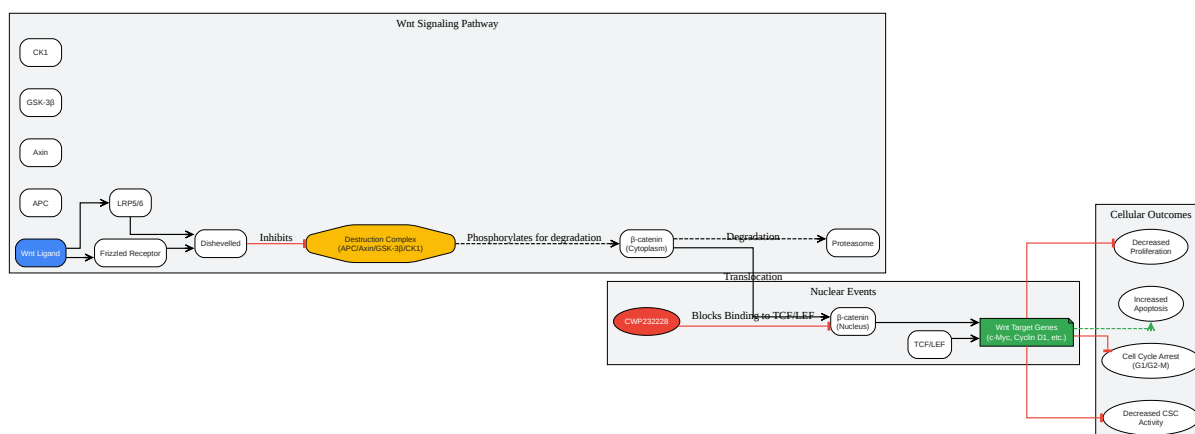 Wnt Signaling Pathway
CK1
GSK-3β
Axin
APC
LRP5/6
Wnt Ligand
Frizzled Receptor
Dishevelled
Inhibits
Destruction Complex
(APC/Axin/GSK-3β/CK1)
Phosphorylates for degradation
β-catenin
(Cytoplasm)
Degradation
Proteasome
Translocation
Nuclear Events
CWP232228
Blocks Binding to TCF/LEF
β-catenin
(Nucleus)
TCF/LEF
Wnt Target Genes
(c-Myc, Cyclin D1, etc.)
Cellular Outcomes
Decreased
Proliferation
Increased
Apoptosis
Cell Cycle Arrest
(G1/G2-M)
Decreased CSC
Activity